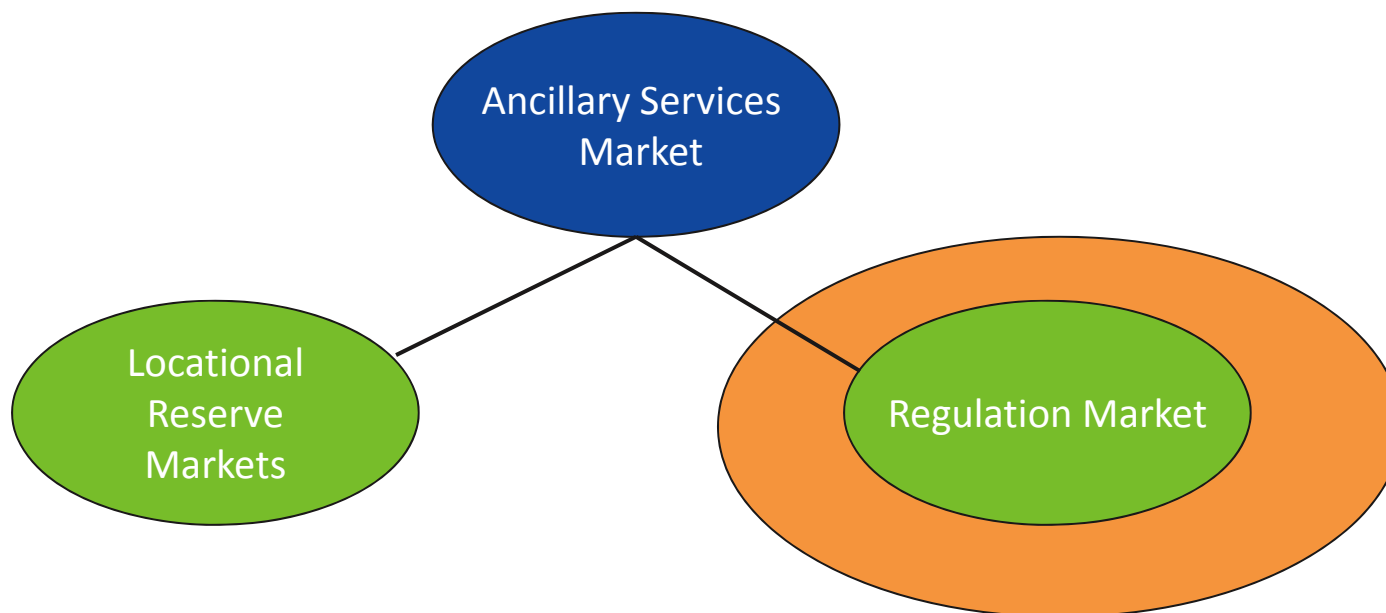 Ancillary Services
Market
Locational
Reserve
Markets
Regulation Market